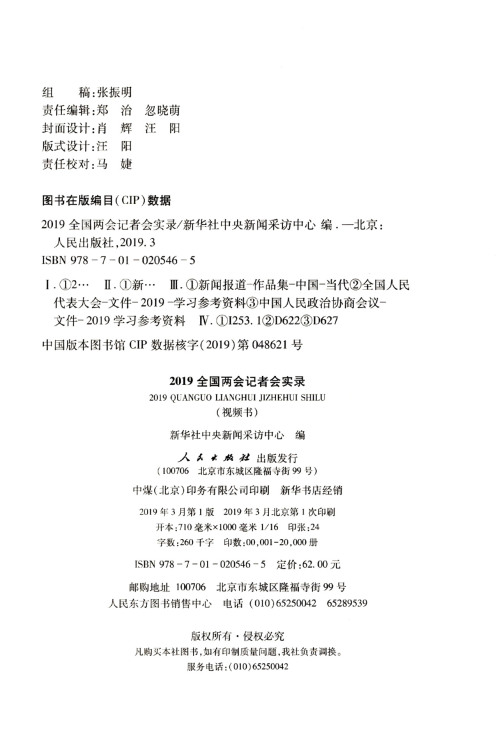 组　　稿:张振明
责任编辑:郑　治　忽晓萌
封面设计:肖　辉　汪　阳
版式设计:汪　阳
责任校对:马　婕
图书在版编目(CIP)数据
2019 全国两会记者会实录/新华社中央新闻采访中心 编 . —北京:
人民出版社,2019. 3
ISBN 978-7-01-020546-5
Ⅰ. ①2… Ⅱ. ①新… Ⅲ. ①新闻报道-作品集-中国-当代②全国人民
代表大会-文件- 2019 -学习参考资料③中国人民政治协商会议-
文件- 2019 学习参考资料 Ⅳ. ①I253. 1②D622③D627
中国版本图书馆 CIP 数据核字(2019)第 048621 号
2019 全国两会记者会实录
2019 QUANGUO LIANGHUI JIZHEHUI SHILU
(视频书)
新华社中央新闻采访中心　编
人民出版社 出版发行
(100706　北京市东城区隆福寺街 99 号)
中煤(北京)印务有限公司印刷　新华书店经销
2019 年 3 月第 1 版　2019 年 3 月北京第 1 次印刷
开本:710 毫米×1000 毫米 1/16　印张:24
字数:260 千字　印数:00,001-20,000 册
ISBN 978-7-01-020546-5　定价:62. 00 元
邮购地址 100706　北京市东城区隆福寺街 99 号
人民东方图书销售中心　电话 (010)65250042　65289539
版权所有·侵权必究
凡购买本社图书,如有印制质量问题,我社负责调换。
服务电话:(010)65250042